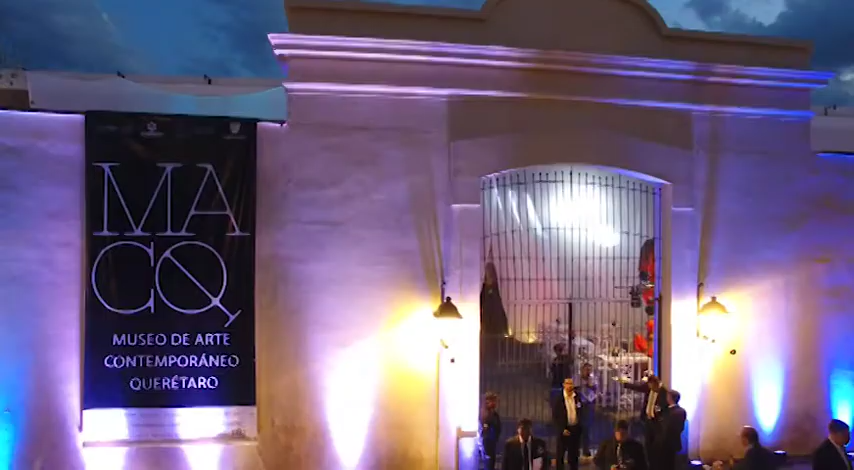 MA
CQ
MUSEO DE ARTE
CONTEMPORÁNEO
QUERÉTARO